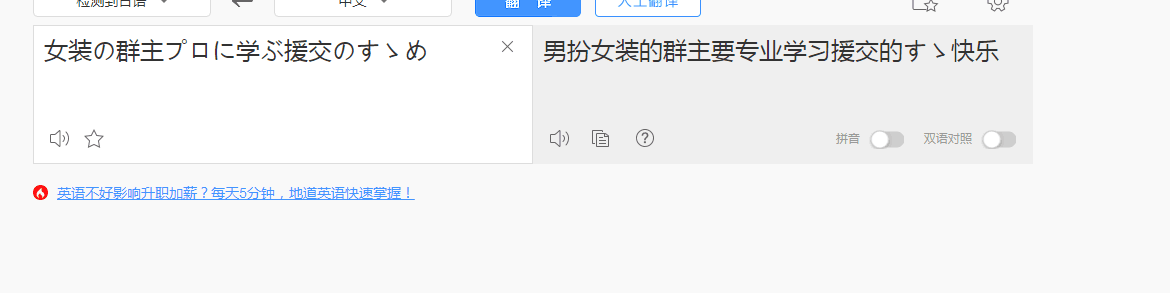 检测到日语
中文
翻 译
人工翻译
女装の群主プロに学ぶ援交のすゝめ
男扮女装的群主要专业学习援交的すゝ快乐
拼音
双语对照
英语不好影响升职加薪？每天5分钟，地道英语快速掌握！